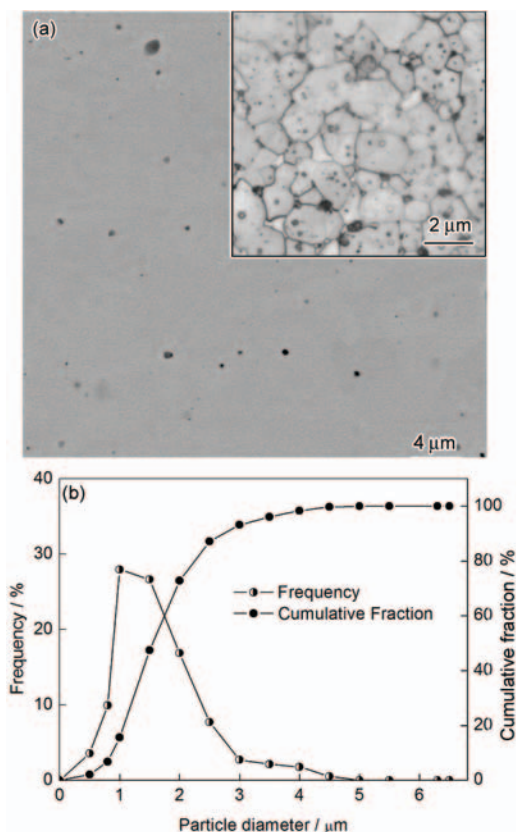 (a)
2 μm
4 μm
(b)
40
30
20
10
0
Frequency / %
100
80
60
40
20
0
Cumulative fraction / %
Frequency
Cumulative Fraction
0 1 2 3 4 5 6
Particle diameter / μm